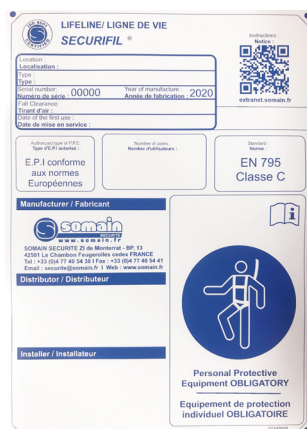 LIFELINE/ LIGNE DE VIE
SECURIFIL ®
Instructions :
Notice :
extranet.somain.fr
Location :
Localisation :
Type :
Type :
Serial number:
Numéro de série : 00000
Year of manufacture :
Année de fabrication : 2020
Fall Clearance:
Tirant d'air :
Date of the first use :
Date de mise en service :
Authorized type of P.P.E.:
Type d'E.P.I autorisé :
E.P.I conforme
aux normes
Européennes
Number of users:
Nombre d'utilisateurs :
Standard :
Norme :
EN 795
Classe C
Manufacturer / Fabricant
somain
SECURITE
www.somain.fr
SOMAIN SECURITE ZI de Monterrat - BP. 13
42501 Le Chambon Feugerolles cedex FRANCE
Tel : +33 (0)4 77 40 54 38 I Fax : +33 (0)4 77 40 54 41
Email : securite@somain.fr I Web : www.somain.fr
Distributor / Distributeur
Installer / Installateur
Personal Protective
Equipment OBLIGATORY
Equipement de protection
individuel OBLIGATOIRE